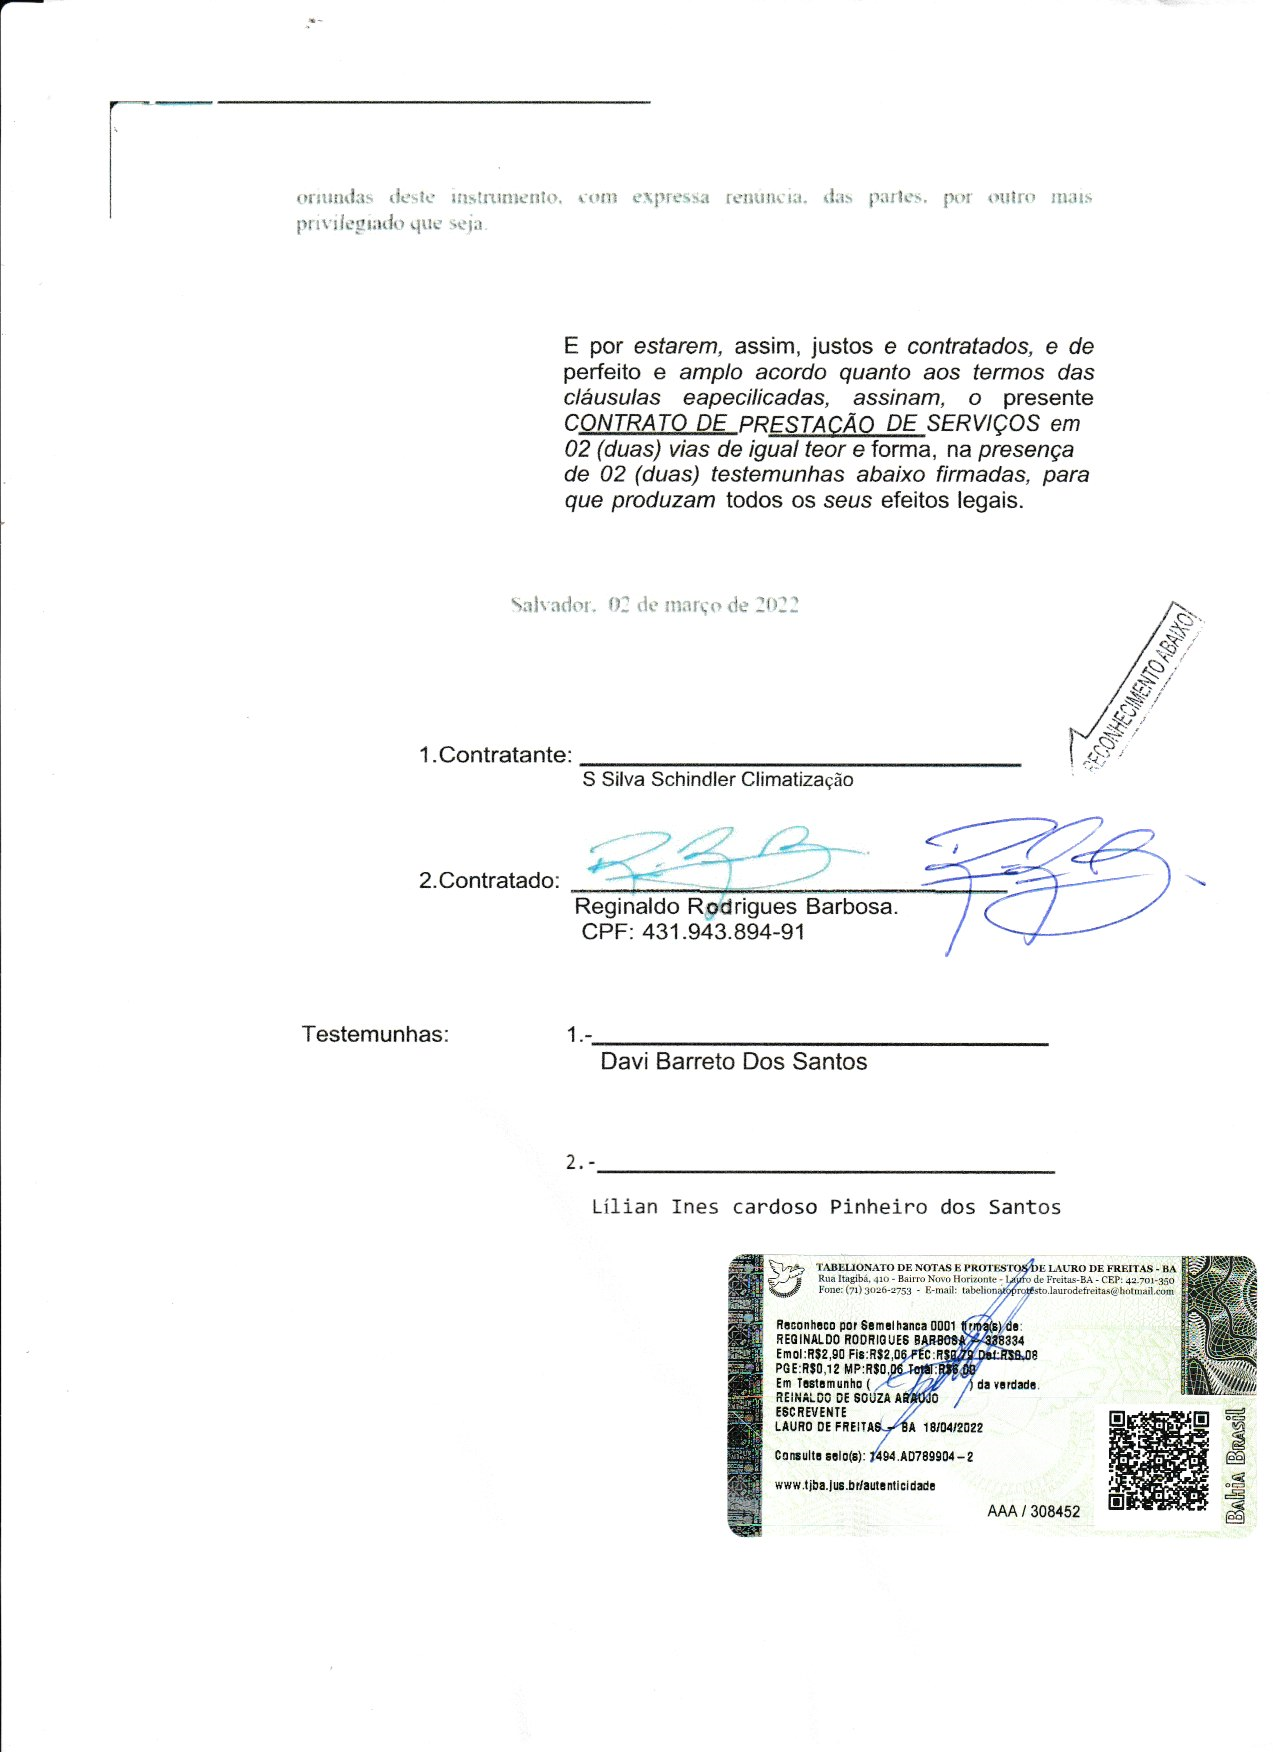 oriundas deste instrumento, com expressa renúncia, das partes, por outro mais
privilegiado que seja.
E por estarem, assim, justos e contratados, e de
perfeito e amplo acordo quanto aos termos das
cláusulas eapecilicadas, assinam, o presente
CONTRATO DE PRESTAÇÃO DE SERVIÇOS em
02 (duas) vias de igual teor e forma, na presença
de 02 (duas) testemunhas abaixo firmadas, para
que produzam todos os seus efeitos legais.
Salvador, 02 de março de 2022
RECONHECIMENTO ABAIXO!
1.Contratante:
S Silva Schindler Climatização
2.Contratado:
Reginaldo Rodrigues Barbosa.
CPF: 431.943.894-91
Testemunhas: 1.-
Davi Barreto Dos Santos
2.-
Lílian Ines cardoso Pinheiro dos Santos
TABELIONATO DE NOTAS E PROTESTOS DE LAURO DE FREITAS - BA
Rua Itagibá, 410 - Bairro Novo Horizonte - Lauro de Freitas-BA - CEP: 42.701-350
Fone: (71) 3026-2753 - E-mail: tabelionatoprotesto.laurodefreitas@hotmail.com
Reconheco por Semelhanca 0001 firma(s) de:
REGINALDO RODRIGUES BARBOSA - 338334
Emol:R$2,90 Fis:R$2,06 FEC:R$0,79 Def:R$0,08
PGE:R$0,12 MP:R$0,06 Total:R$6,00
Em Testemunho ( ) da verdade.
REINALDO DE SOUZA ARAUJO
ESCREVENTE
LAURO DE FREITAS - BA 18/04/2022
Consulte selo(s): 1494.AD789904-2
www.tjba.jus.br/autenticidade
AAA / 308452
BAHIA BRASIL